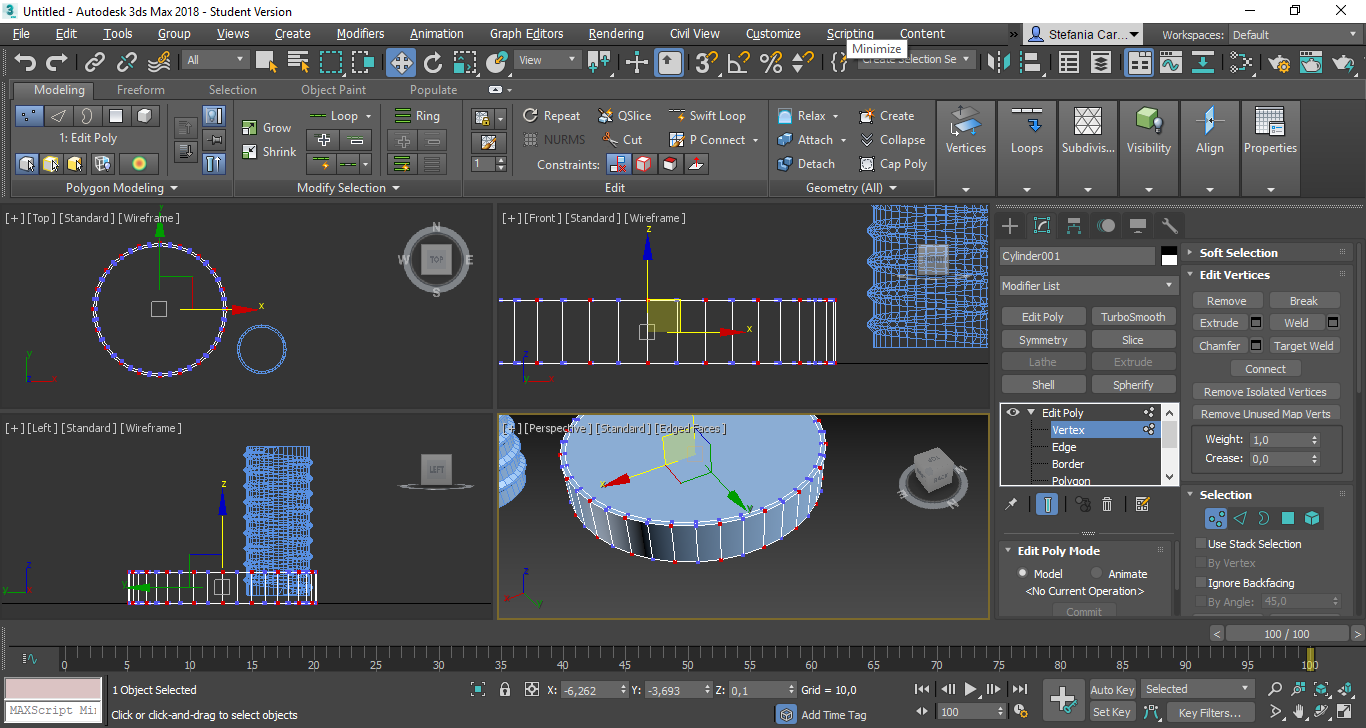 Untitled - Autodesk 3ds Max 2018 - Student Version
File Edit Tools Group Views Create Modifiers Animation Graph Editors Rendering Civil View Customize Scripting Content » Stefania Car... Workspaces: Default
Minimize
All View Create Selection Se
Modeling Freeform Selection Object Paint Populate
Loop Ring Repeat QSlice Swift Loop Relax Create
1: Edit Poly Grow NURMS Cut P Connect Attach Collapse
Shrink 1 Constraints: Detach Cap Poly
Vertices Loops Subdivis... Visibility Align Properties
Polygon Modeling Modify Selection Edit Geometry (All)
[+] [Top] [Standard] [Wireframe]
N W E S TOP
y x
[+] [Front] [Standard] [Wireframe]
z x
[+] [Left] [Standard] [Wireframe]
LEFT
z y
[+] [Perspective] [Standard] [Edged Faces]
BACK
x y z
Cylinder001
Modifier List
Edit Poly TurboSmooth
Symmetry Slice
Lathe Extrude
Shell Spherify
Edit Poly
Vertex
Edge
Border
Polygon
Edit Poly Mode
Model Animate
<No Current Operation>
Commit
Soft Selection
Edit Vertices
Remove Break
Extrude Weld
Chamfer Target Weld
Connect
Remove Isolated Vertices
Remove Unused Map Verts
Weight: 1,0
Crease: 0,0
Selection
Use Stack Selection
By Vertex
Ignore Backfacing
By Angle: 45,0
< 100 / 100 >
0 5 10 15 20 25 30 35 40 45 50 55 60 65 70 75 80 85 90 95 100
1 Object Selected X: -6,262 Y: -3,693 Z: 0,1 Grid = 10,0 Auto Key Selected
MAXScript Mi
Click or click-and-drag to select objects Add Time Tag 100 Set Key Key Filters...